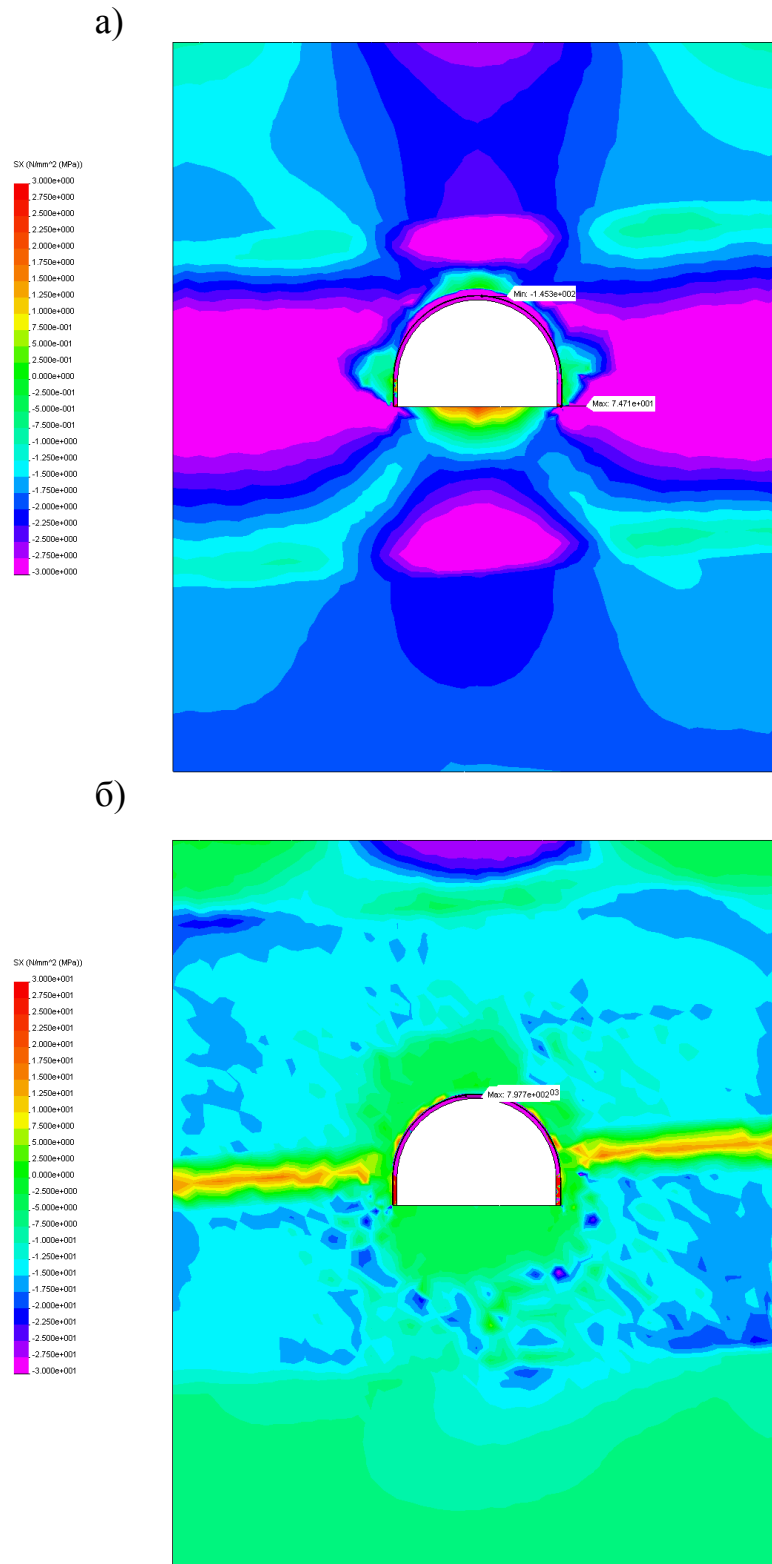 а)
SX (N/mm^2 (MPa))
3.000e+000
2.750e+000
2.500e+000
2.250e+000
2.000e+000
1.750e+000
1.500e+000
1.250e+000
1.000e+000
7.500e-001
5.000e-001
2.500e-001
0.000e+000
-2.500e-001
-5.000e-001
-7.500e-001
-1.000e+000
-1.250e+000
-1.500e+000
-1.750e+000
-2.000e+000
-2.250e+000
-2.500e+000
-2.750e+000
-3.000e+000
Min: -1.453e+002
Max: 7.471e+001
б)
SX (N/mm^2 (MPa))
3.000e+001
2.750e+001
2.500e+001
2.250e+001
2.000e+001
1.750e+001
1.500e+001
1.250e+001
1.000e+001
7.500e+000
5.000e+000
2.500e+000
0.000e+000
-2.500e+000
-5.000e+000
-7.500e+000
-1.000e+001
-1.250e+001
-1.500e+001
-1.750e+001
-2.000e+001
-2.250e+001
-2.500e+001
-2.750e+001
-3.000e+001
Max: 7.977e+002
03